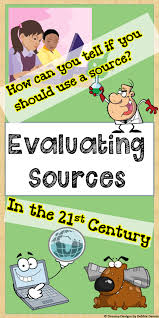 How can you tell if you
should use a source?
Evaluating
Sources
In the 21st Century